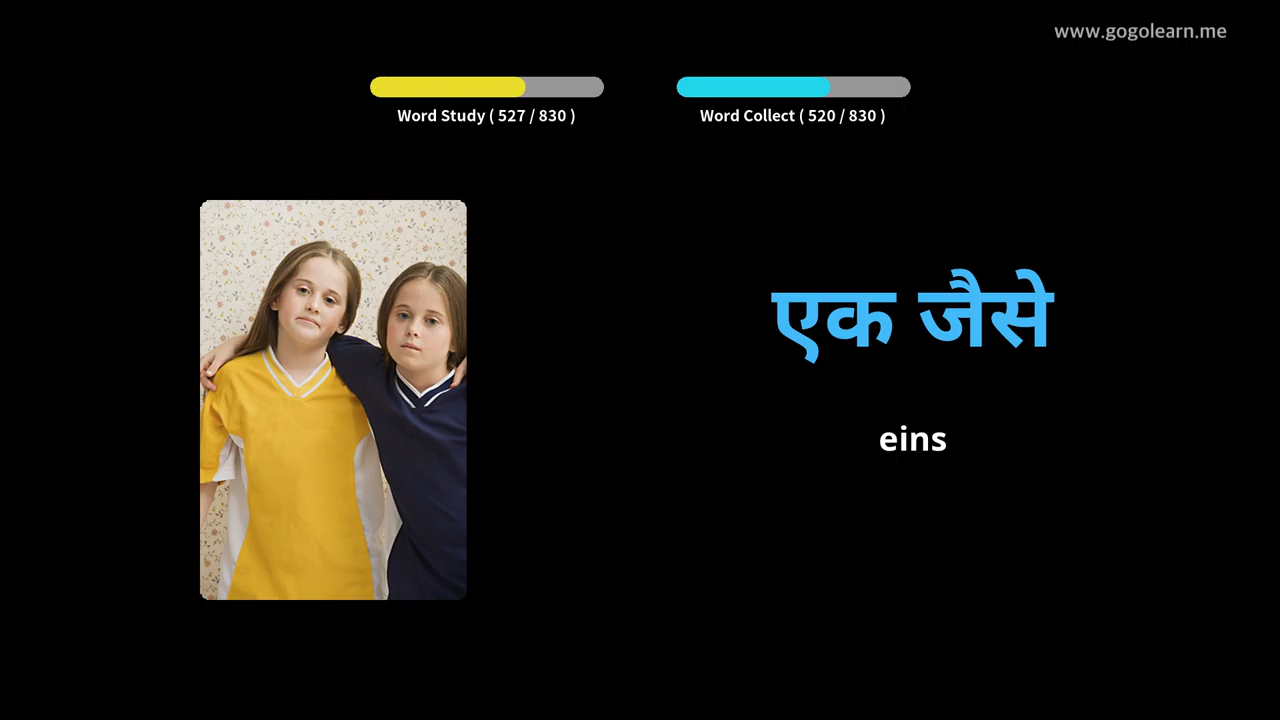 www.gogolearn.me
Word Study ( 527 / 830 )
Word Collect ( 520 / 830 )
एक जैसे
eins